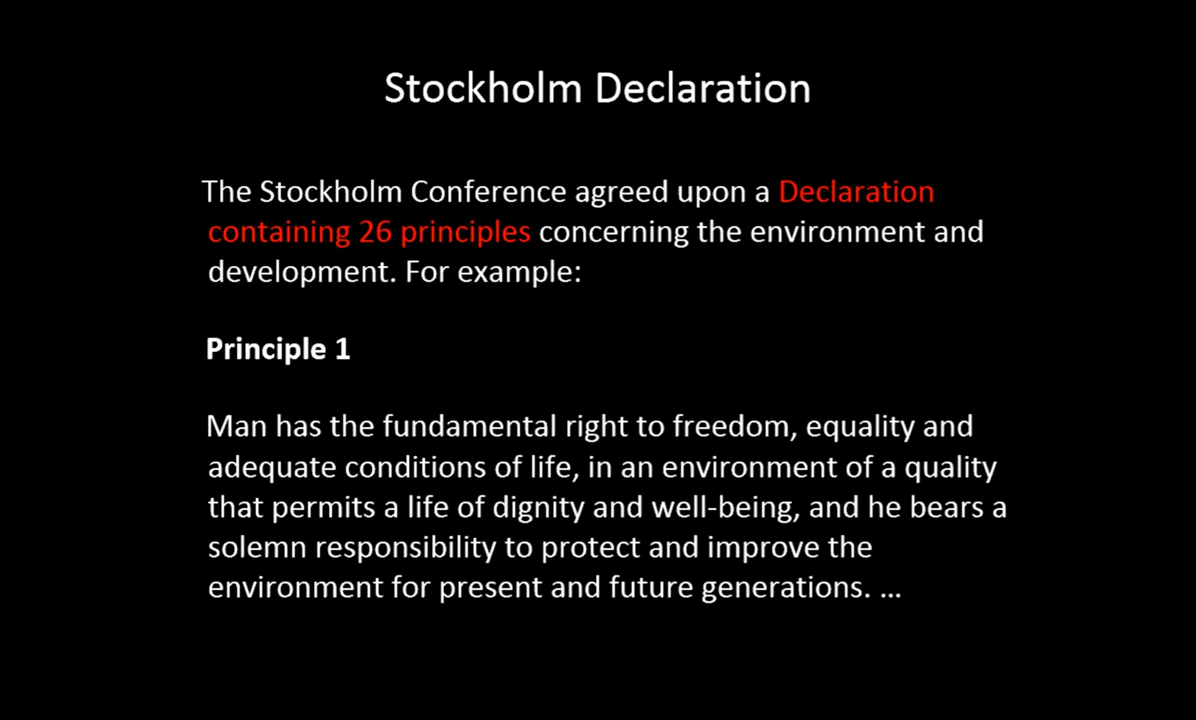 Stockholm Declaration
The Stockholm Conference agreed upon a Declaration
containing 26 principles concerning the environment and
development. For example:
Principle 1
Man has the fundamental right to freedom, equality and
adequate conditions of life, in an environment of a quality
that permits a life of dignity and well-being, and he bears a
solemn responsibility to protect and improve the
environment for present and future generations. …